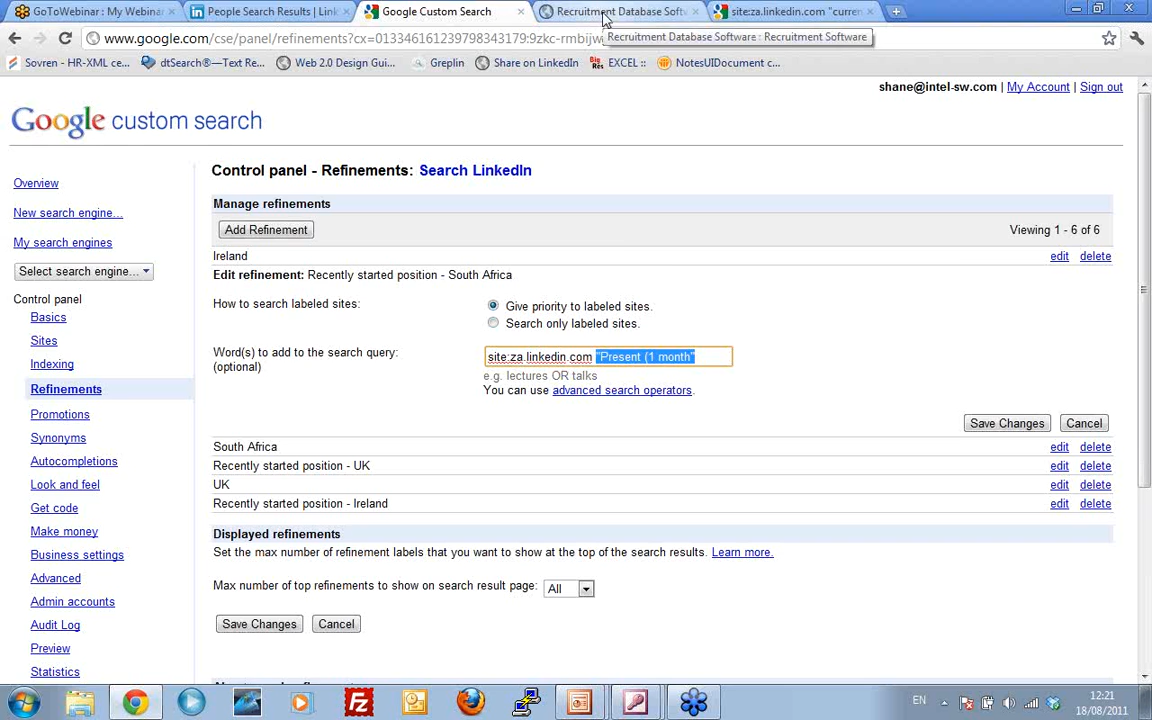 GoToWebinar : My Webinar
People Search Results | Link
Google Custom Search
Recruitment Database Softw
site:za.linkedin.com "curren
www.google.com/cse/panel/refinements?cx=013346161239798343179:9zkc-rmbijw
Recruitment Database Software : Recruitment Software
Sovren - HR-XML ce...
dtSearch®—Text Re...
Web 2.0 Design Gui...
Greplin
Share on LinkedIn
EXCEL ::
NotesUIDocument c...
shane@intel-sw.com | My Account | Sign out
Google custom search
Control panel - Refinements: Search LinkedIn
Overview
New search engine...
My search engines
Select search engine...
Control panel
Basics
Sites
Indexing
Refinements
Promotions
Synonyms
Autocompletions
Look and feel
Get code
Make money
Business settings
Advanced
Admin accounts
Audit Log
Preview
Statistics
Manage refinements
Add Refinement
Viewing 1 - 6 of 6
Ireland edit delete
Edit refinement: Recently started position - South Africa
How to search labeled sites:
Give priority to labeled sites.
Search only labeled sites.
Word(s) to add to the search query:
(optional)
site:za.linkedin.com "Present (1 month"
e.g. lectures OR talks
You can use advanced search operators.
Save Changes Cancel
South Africa edit delete
Recently started position - UK edit delete
UK edit delete
Recently started position - Ireland edit delete
Displayed refinements
Set the max number of refinement labels that you want to show at the top of the search results. Learn more.
Max number of top refinements to show on search result page: All
Save Changes Cancel
EN
12:21
18/08/2011